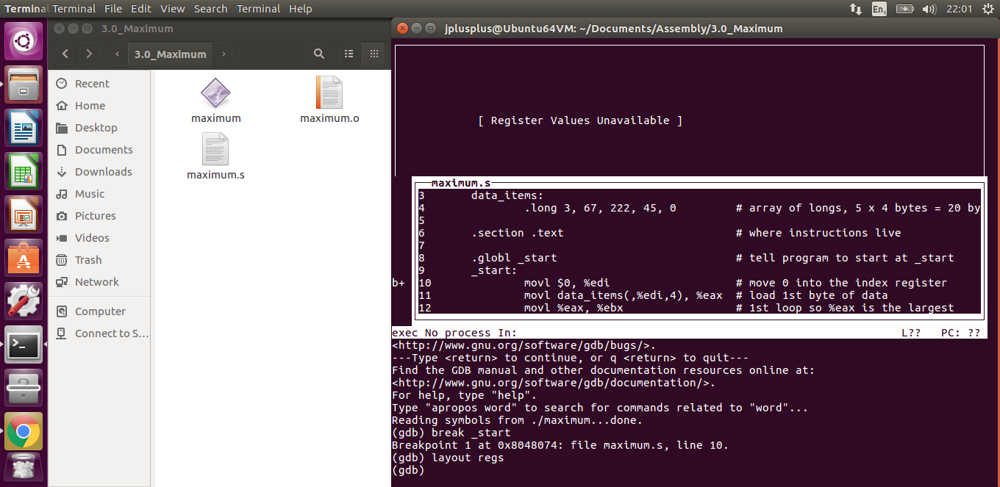 Terminal Terminal File Edit View Search Terminal Help
En1 22:01
3.0_Maximum
3.0_Maximum
Recent
Home
Desktop
Documents
Downloads
Music
Pictures
Videos
Trash
Network
Computer
Connect to S...
maximum
maximum.o
maximum.s
jplusplus@Ubuntu64VM: ~/Documents/Assembly/3.0_Maximum
[ Register Values Unavailable ]
maximum.s
3 data_items:
4 .long 3, 67, 222, 45, 0 # array of longs, 5 x 4 bytes = 20 by
5
6 .section .text # where instructions live
7
8 .globl _start # tell program to start at _start
9 _start:
b+ 10 movl $0, %edi # move 0 into the index register
11 movl data_items(,%edi,4), %eax # load 1st byte of data
12 movl %eax, %ebx # 1st loop so %eax is the largest
exec No process In: L?? PC: ??
<http://www.gnu.org/software/gdb/bugs/>.
---Type <return> to continue, or q <return> to quit---
Find the GDB manual and other documentation resources online at:
<http://www.gnu.org/software/gdb/documentation/>.
For help, type "help".
Type "apropos word" to search for commands related to "word"...
Reading symbols from ./maximum...done.
(gdb) break _start
Breakpoint 1 at 0x8048074: file maximum.s, line 10.
(gdb) layout regs
(gdb)